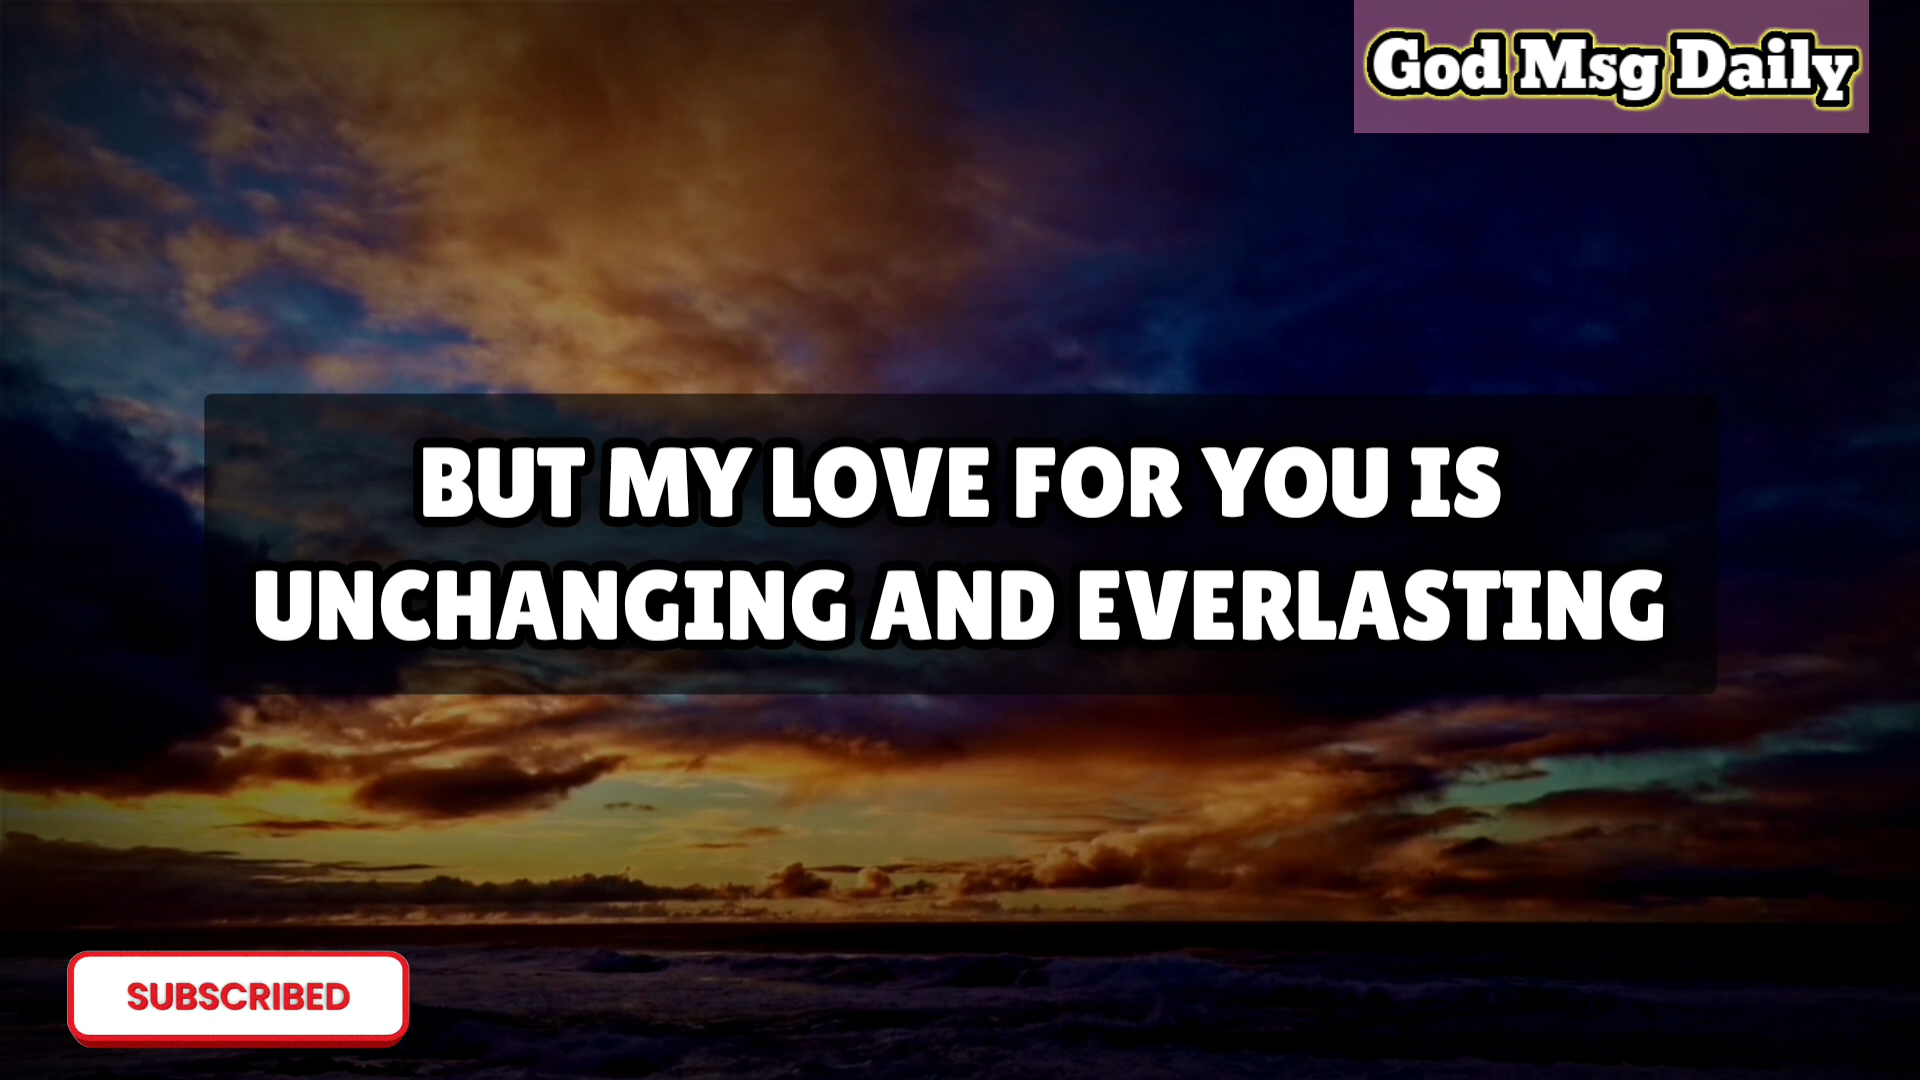 God Msg Daily
BUT MY LOVE FOR YOU IS
UNCHANGING AND EVERLASTING
SUBSCRIBED